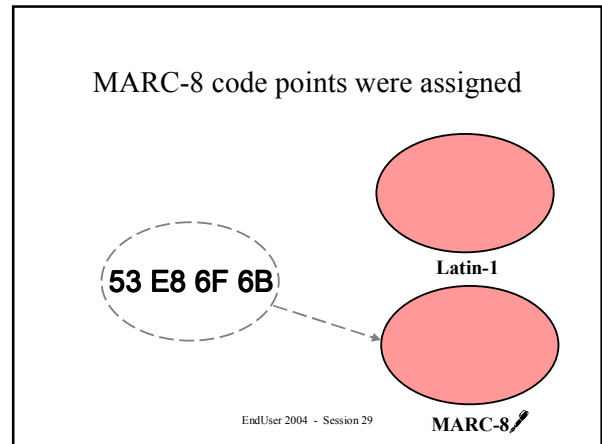 MARC-8 code points were assigned
Latin-1
53 E8 6F 6B
EndUser 2004 - Session 29
MARC-8